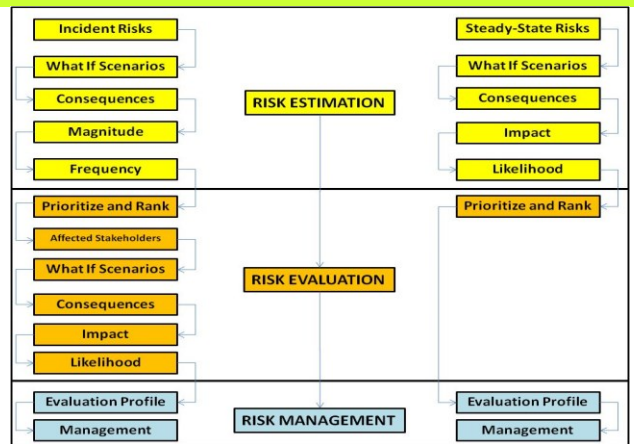 Incident Risks
What If Scenarios
Consequences
Magnitude
Frequency
RISK ESTIMATION
Steady-State Risks
What If Scenarios
Consequences
Impact
Likelihood
Prioritize and Rank
Affected Stakeholders
What If Scenarios
Consequences
Impact
Likelihood
RISK EVALUATION
Prioritize and Rank
Evaluation Profile
Management
RISK MANAGEMENT
Evaluation Profile
Management